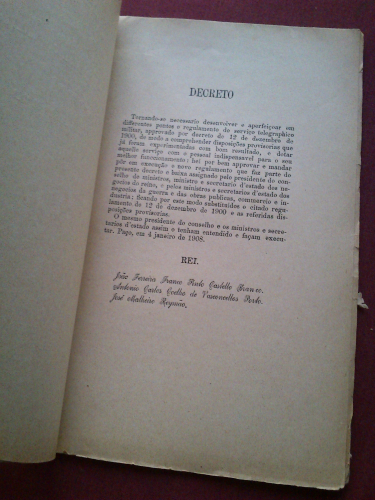 DECRETO
Tornando-se necessario desenvolver e aperfeiçoar em
differentes pontos o regulamento do serviço telegraphico
militar, approvado por decreto de 12 de dezembro de
1900, de modo a comprehender disposições provisorias que
já foram experimentadas com bom resultado, e dotar
aquelle serviço com o pessoal indispensavel para o seu
melhor funccionamento: hei por bem approvar e mandar
pôr em execução o novo regulamento que faz parte do
presente decreto e baixa assignado pelo presidente do con-
selho de ministros, ministro e secretario d'estado dos ne-
gocios do reino, e pelos ministros e secretarios d'estado dos
negocios da guerra e das obras publicas, commercio e in-
dustria; ficando por este modo substituidos o citado regu-
lamento de 12 de dezembro de 1900 e as referidas dis-
posições provisorias.
O mesmo presidente do conselho e os ministros e secre-
tarios d'estado assim o tenham entendido e façam execu-
tar. Paço, em 4 janeiro de 1908.
REI.
João Ferreira Franco Pinto Castello Branco.
Antonio Carlos Coelho de Vasconcellos Porto.
José Malheiro Reymão.